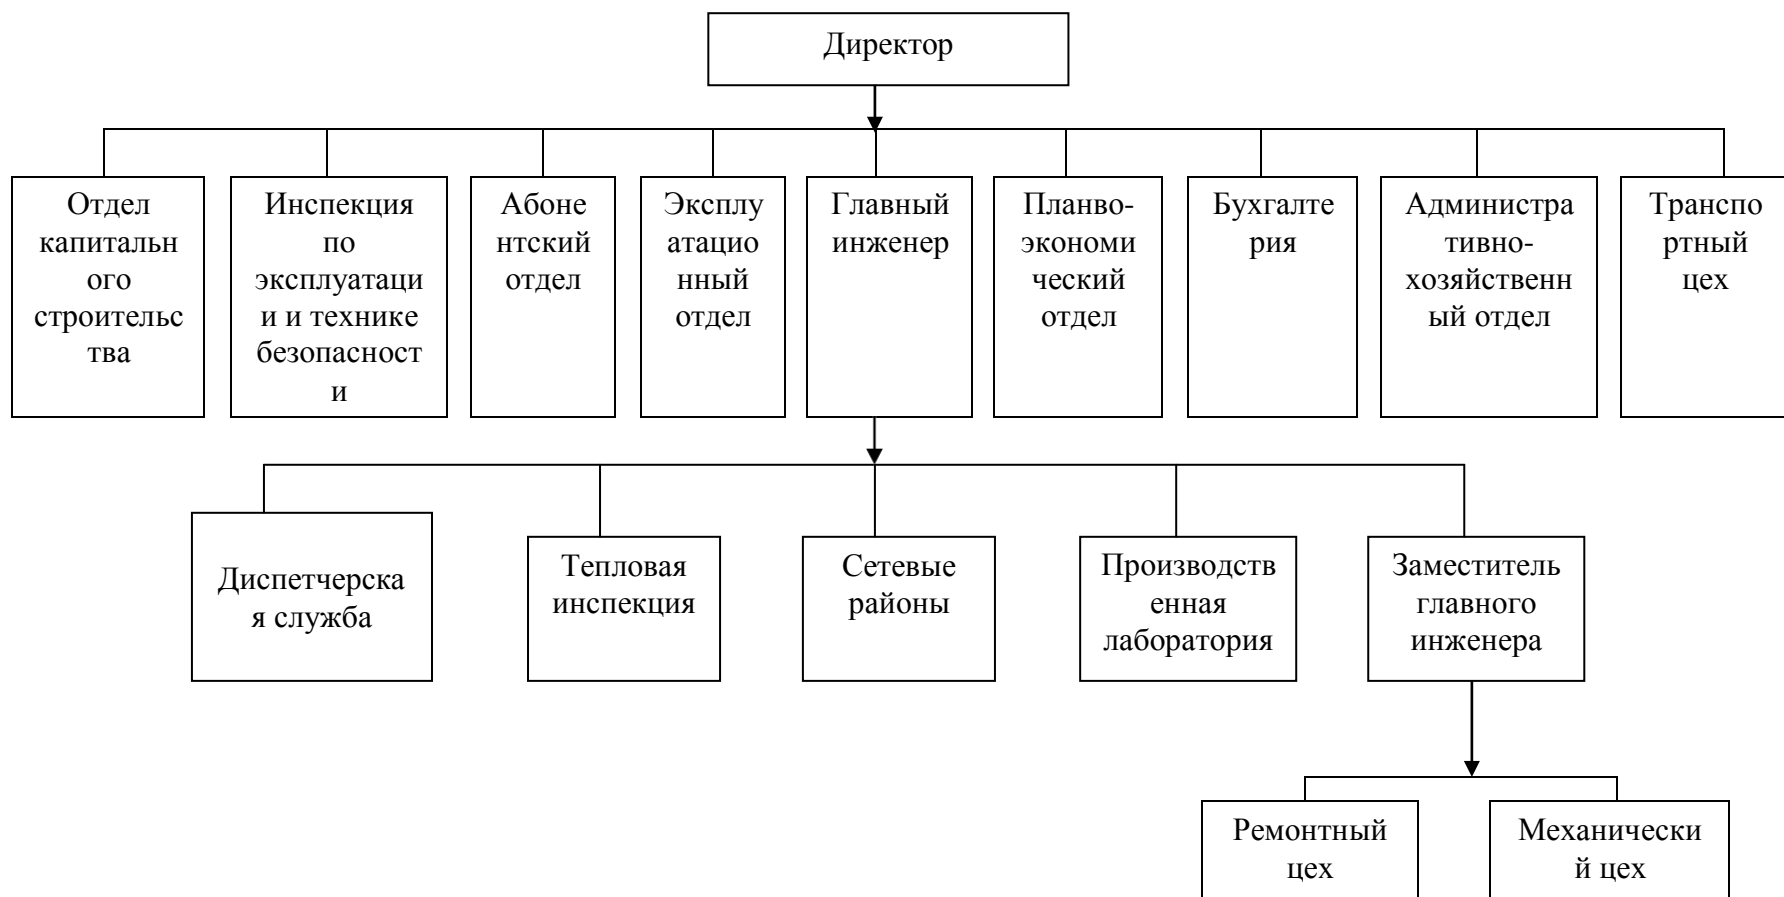 Директор
Отдел
капитальн
ого
строительс
тва
Инспекция
по
эксплуатаци
и и технике
безопасност
и
Абоне
нтский
отдел
Эксплу
атацио
нный
отдел
Главный
инженер
Планво-
экономи
ческий
отдел
Бухгалте
рия
Администра
тивно-
хозяйственн
ый отдел
Транспо
ртный
цех
Диспетчерска
я служба
Тепловая
инспекция
Сетевые
районы
Производств
енная
лаборатория
Заместитель
главного
инженера
Ремонтный
цех
Механически
й цех